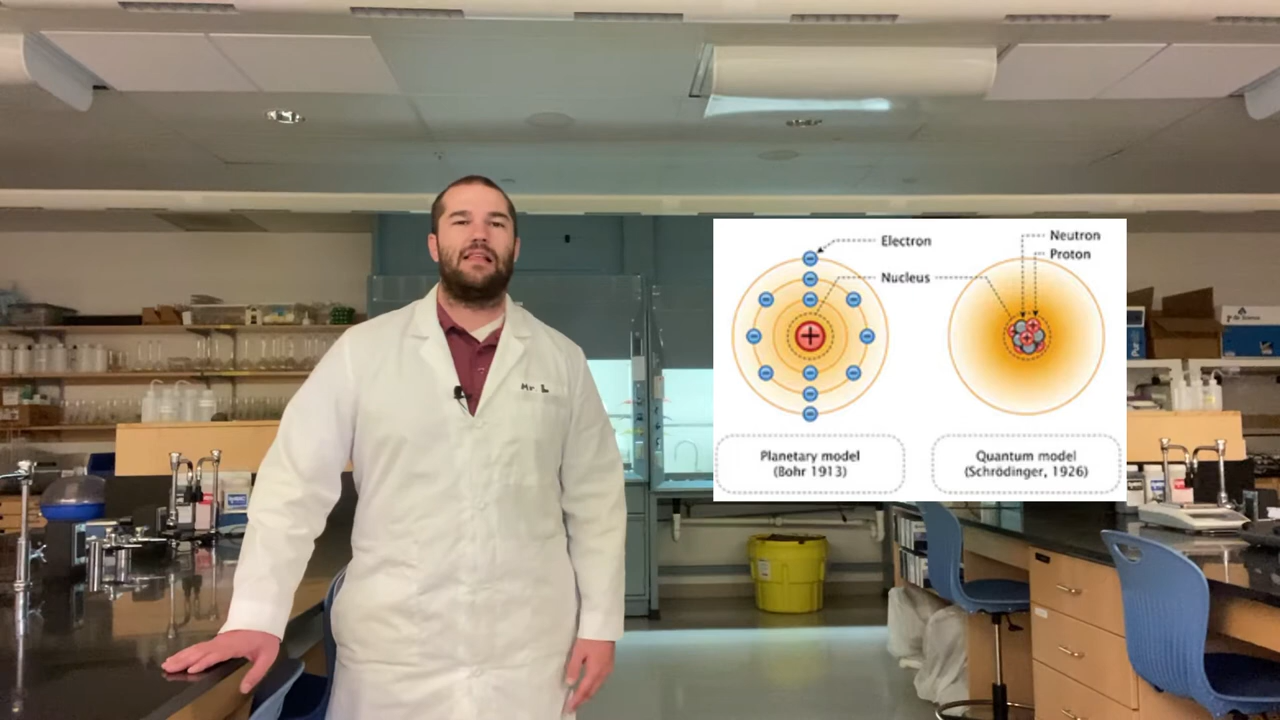 Mr. B
Electron
Nucleus
Neutron
Proton
Planetary model
(Bohr 1913)
Quantum model
(Schrödinger, 1926)